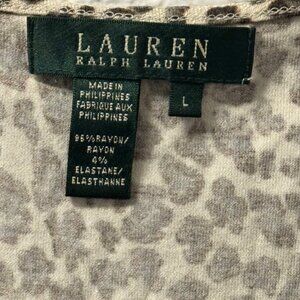 LAUREN
RALPH LAUREN
L
MADE IN
PHILIPPINES
FABRIQUE AUX
PHILIPPINES
96%RAYON/
RAYON
4%
ELASTANE/
ELASTHANNE